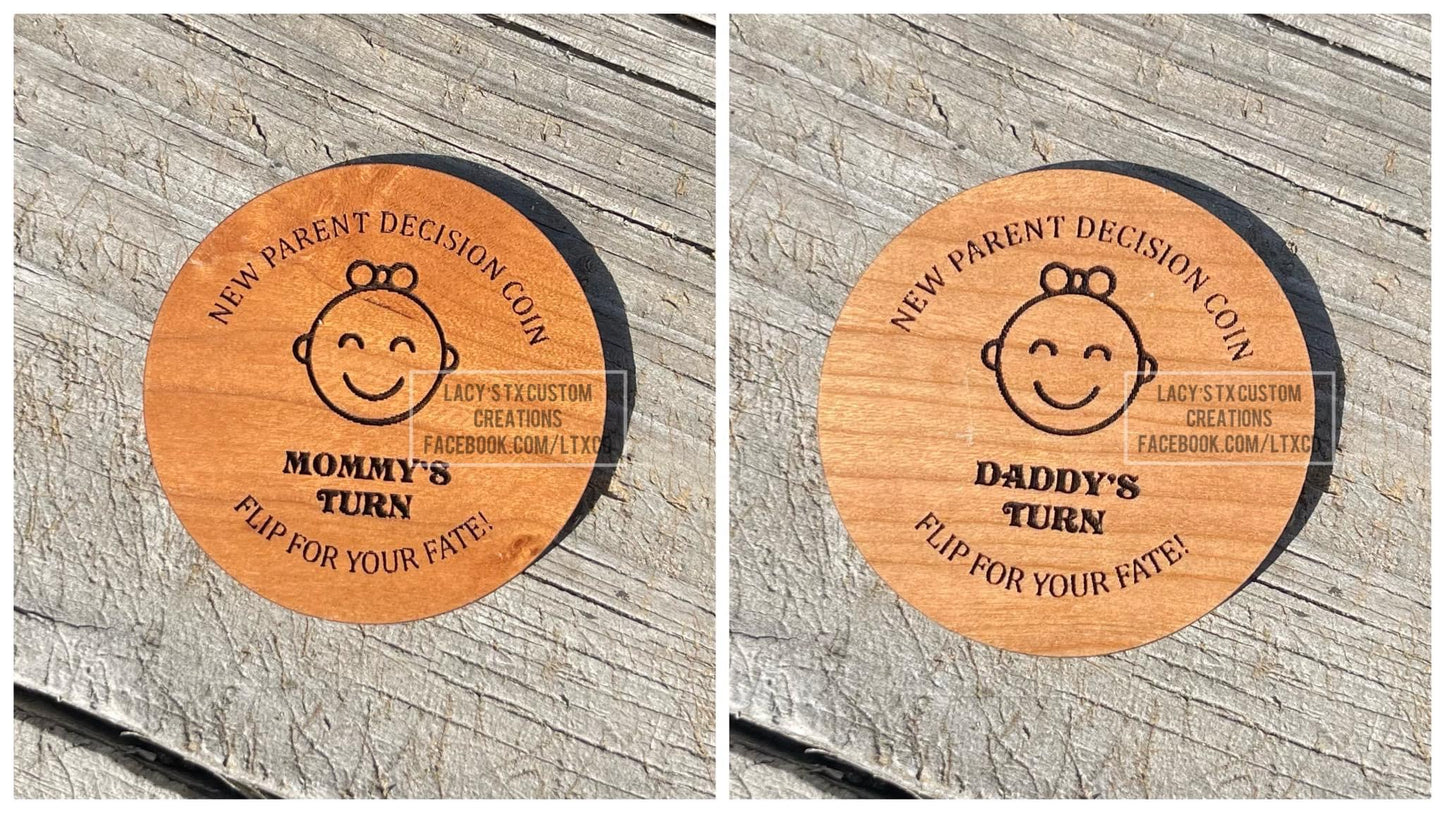 NEW PARENT DECISION COIN
LACY'S TX CUSTOM
CREATIONS
FACEBOOK.COM/LTXCC
MOMMY'S
TURN
FLIP FOR YOUR FATE!
NEW PARENT DECISION COIN
LACY'S TX CUSTOM
CREATIONS
FACEBOOK.COM/LTXCC
DADDY'S
TURN
FLIP FOR YOUR FATE!